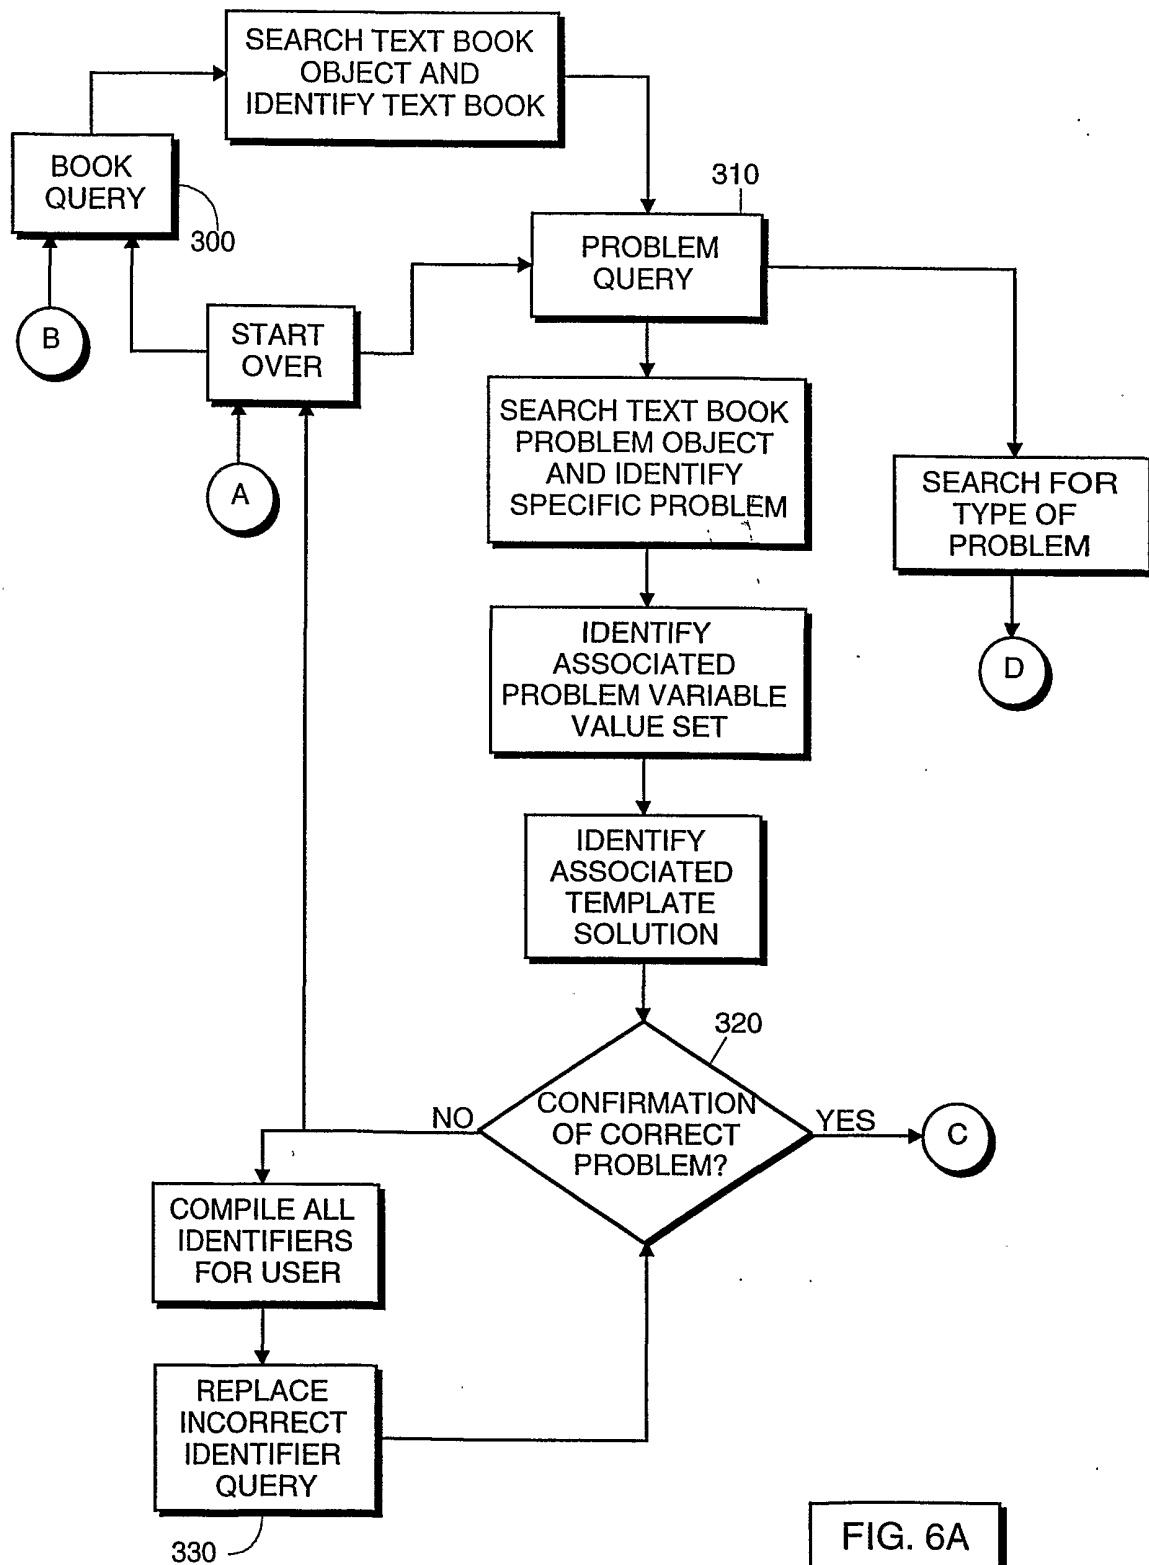 SEARCH TEXT BOOK
OBJECT AND
IDENTIFY TEXT BOOK
BOOK
QUERY
300
310
PROBLEM
QUERY
B
START
OVER
A
SEARCH TEXT BOOK
PROBLEM OBJECT
AND IDENTIFY
SPECIFIC PROBLEM
SEARCH FOR
TYPE OF
PROBLEM
D
IDENTIFY
ASSOCIATED
PROBLEM VARIABLE
VALUE SET
IDENTIFY
ASSOCIATED
TEMPLATE
SOLUTION
320
CONFIRMATION
OF CORRECT
PROBLEM?
NO
YES
C
COMPILE ALL
IDENTIFIERS
FOR USER
REPLACE
INCORRECT
IDENTIFIER
QUERY
330
FIG. 6A